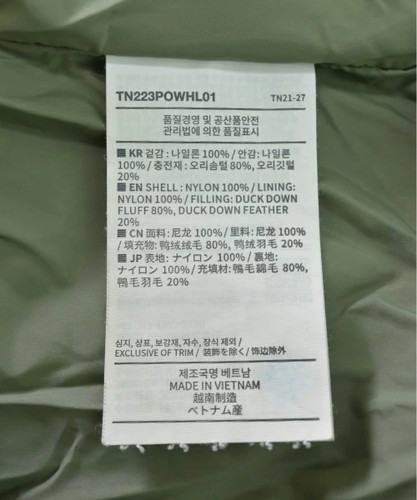 TN223POWHL01 TN21-27
품질경영 및 공산품안전
관리법에 의한 품질표시
■ KR 겉감 : 나일론 100% / 안감 : 나일론
100% / 충전재 : 오리솜털 80%, 오리깃털
20%
■ EN SHELL : NYLON 100% / LINING:
NYLON 100% / FILLING: DUCK DOWN
FLUFF 80%, DUCK DOWN FEATHER
20%
■ CN 面料: 尼龙 100% / 里料: 尼龙 100%
/ 填充物: 鸭绒绒毛 80%, 鸭绒羽毛 20%
■ JP 表地: ナイロン 100% / 裏地:
ナイロン 100% / 充填材: 鴨毛綿毛 80%,
鴨毛羽毛 20%
심지, 상표, 보강재, 자수, 장식 제외 /
EXCLUSIVE OF TRIM / 装飾を除く / 饰边除外
제조국명 베트남
MADE IN VIETNAM
越南制造
ベトナム産